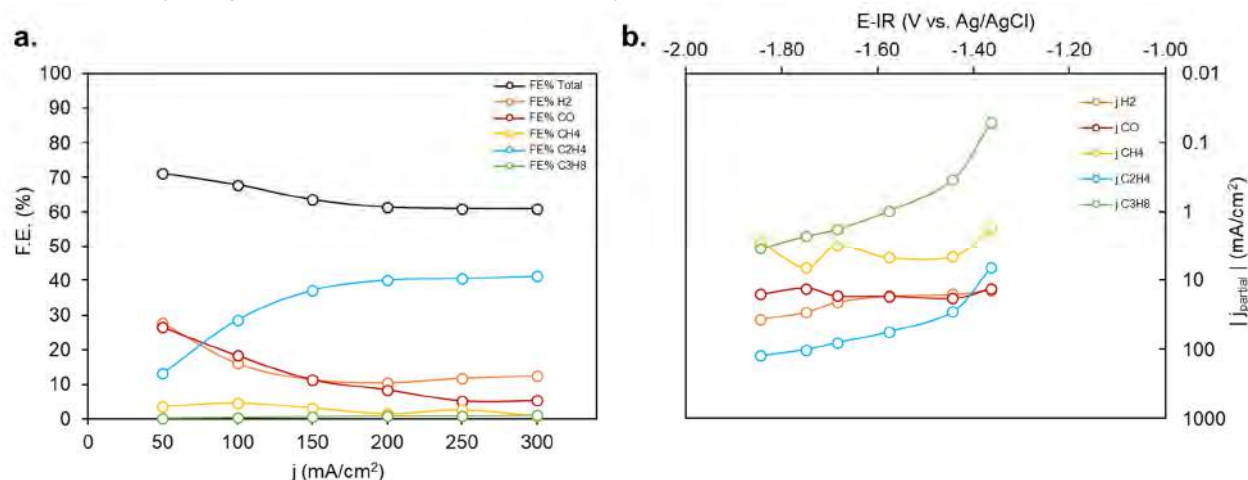 a.
100
90
80
70
60
50
40
30
20
10
0
F.E. (%)
0 50 100 150 200 250 300
j (mA/cm²)
FE% Total
FE% H2
FE% CO
FE% CH4
FE% C2H4
FE% C3H8
b.
E-IR (V vs. Ag/AgCl)
-2.00 -1.80 -1.60 -1.40 -1.20 -1.00
0.01
0.1
1
10
100
1000
| jpartial | (mA/cm²)
j H2
j CO
j CH4
j C2H4
j C3H8